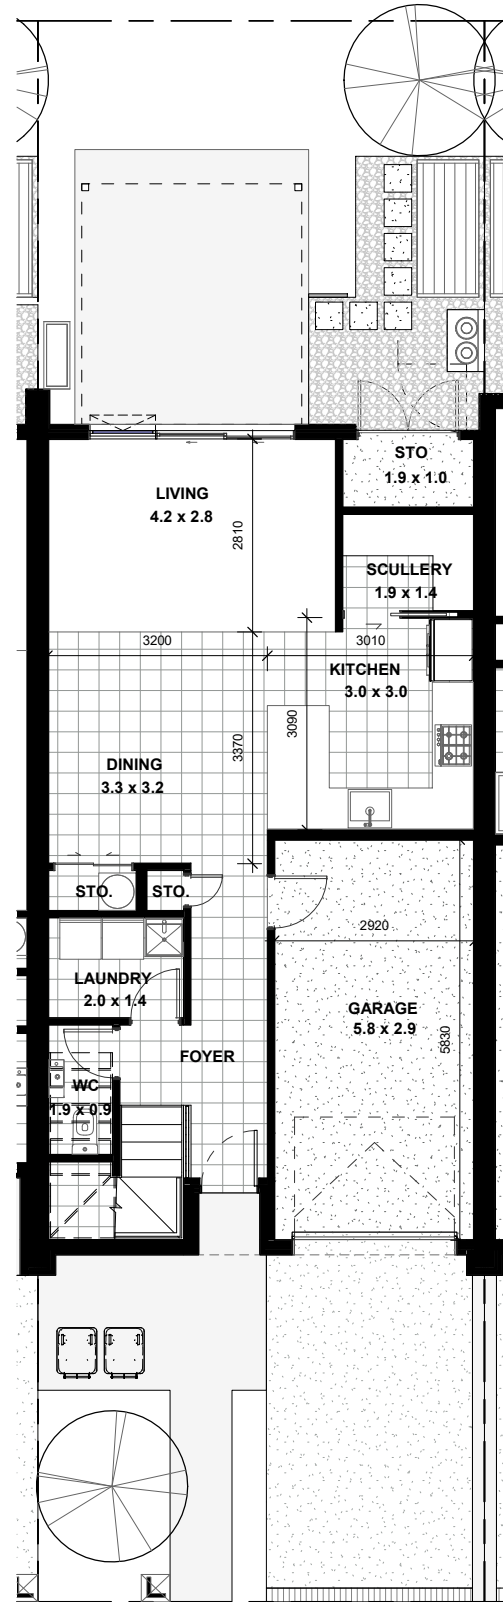 STO
1.9 x 1.0
LIVING
4.2 x 2.8
2810
SCULLERY
1.9 x 1.4
3200
3010
KITCHEN
3.0 x 3.0
3090
3370
DINING
3.3 x 3.2
STO.
STO.
2920
LAUNDRY
2.0 x 1.4
GARAGE
5.8 x 2.9
5830
FOYER
WC
1.9 x 0.9